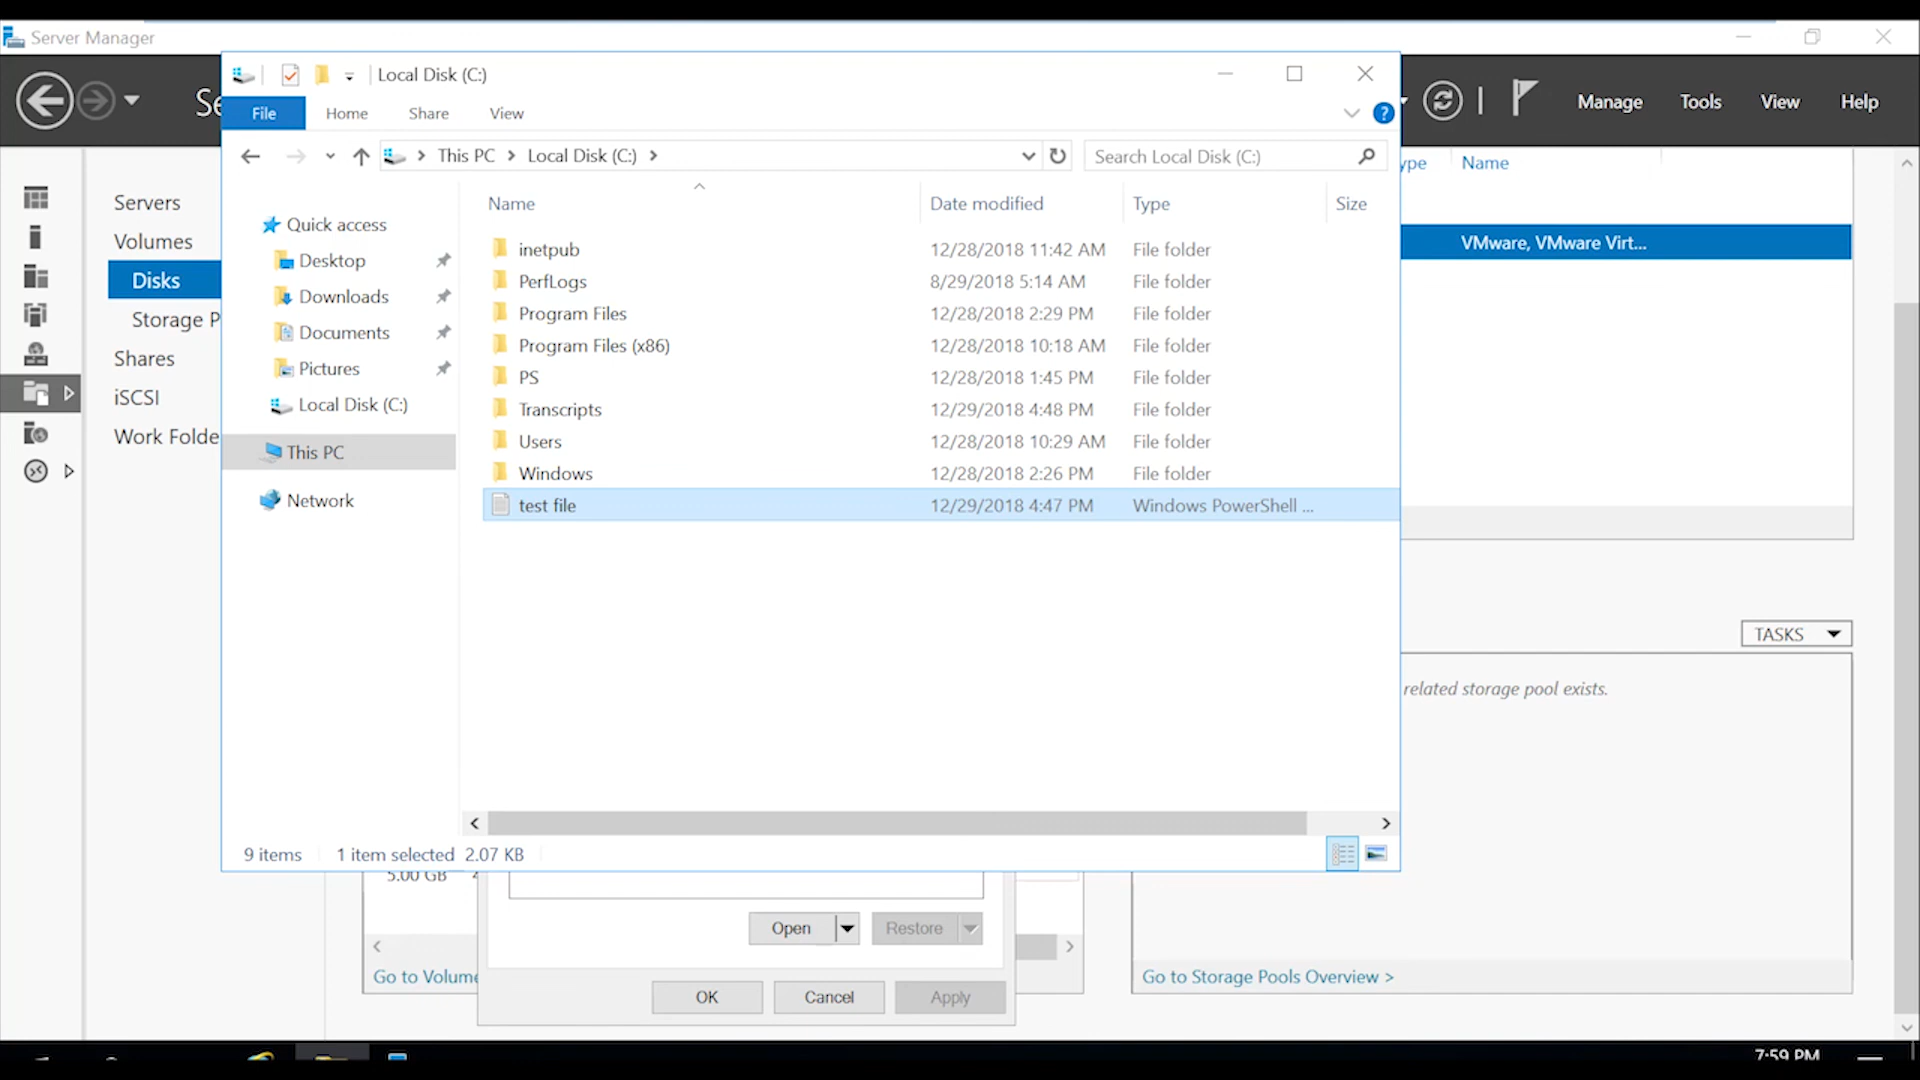 Server Manager
Local Disk (C:)
Manage Tools View Help
File Home Share View
This PC Local Disk (C:)
Search Local Disk (C:)
ype Name
Name Date modified Type Size
Servers
Volumes
Disks
Storage P
Shares
iSCSI
Work Folde
Quick access
Desktop
Downloads
Documents
Pictures
Local Disk (C:)
This PC
Network
inetpub 12/28/2018 11:42 AM File folder
PerfLogs 8/29/2018 5:14 AM File folder
Program Files 12/28/2018 2:29 PM File folder
Program Files (x86) 12/28/2018 10:18 AM File folder
PS 12/28/2018 1:45 PM File folder
Transcripts 12/29/2018 4:48 PM File folder
Users 12/28/2018 10:29 AM File folder
Windows 12/28/2018 2:26 PM File folder
test file 12/29/2018 4:47 PM Windows PowerShell ...
VMware, VMware Virt...
TASKS
related storage pool exists.
9 items 1 item selected 2.07 KB
5.00 GB
Open Restore
Go to Volume
OK Cancel Apply
Go to Storage Pools Overview >
7:59 PM